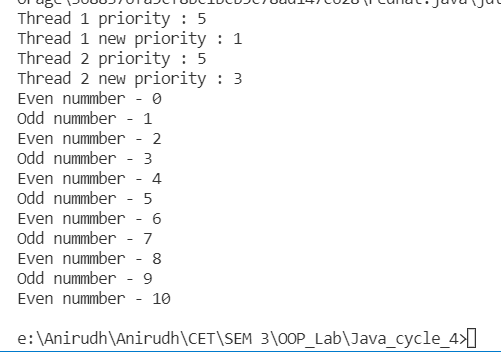 Thread 1 priority : 5
Thread 1 new priority : 1
Thread 2 priority : 5
Thread 2 new priority : 3
Even nummber - 0
Odd nummber - 1
Even nummber - 2
Odd nummber - 3
Even nummber - 4
Odd nummber - 5
Even nummber - 6
Odd nummber - 7
Even nummber - 8
Odd nummber - 9
Even nummber - 10
e:\Anirudh\Anirudh\CET\SEM 3\OOP_Lab\Java_cycle_4>